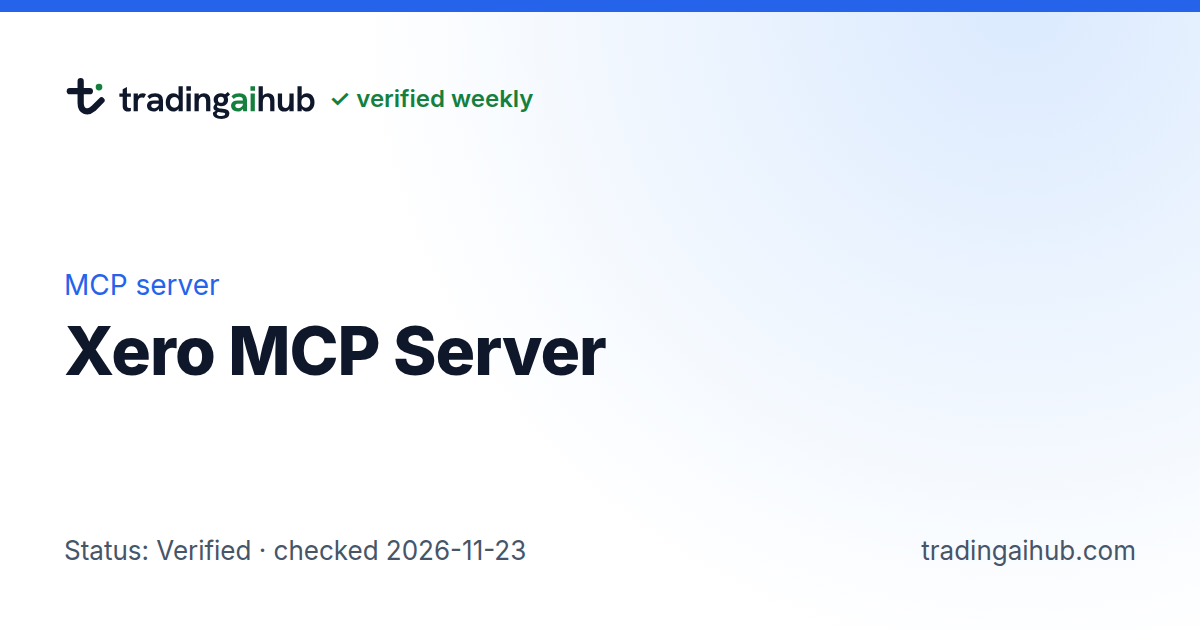 tradingaihub ✓ verified weekly
MCP server
Xero MCP Server
Status: Verified · checked 2026-11-23
tradingaihub.com